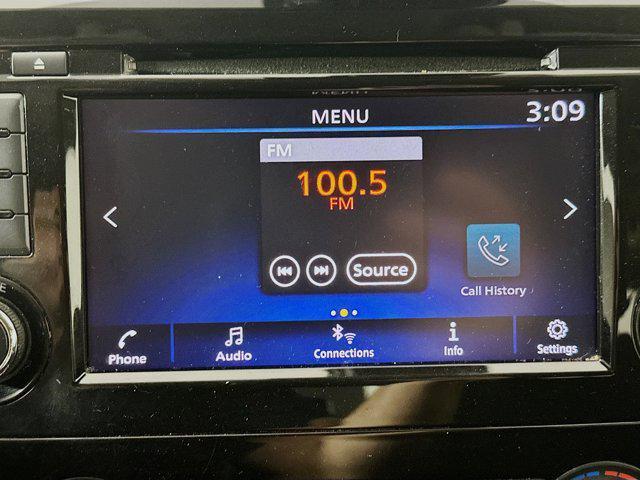 MENU
3:09
FM
100.5
FM
Source
Call History
Phone
Audio
Connections
Info
Settings